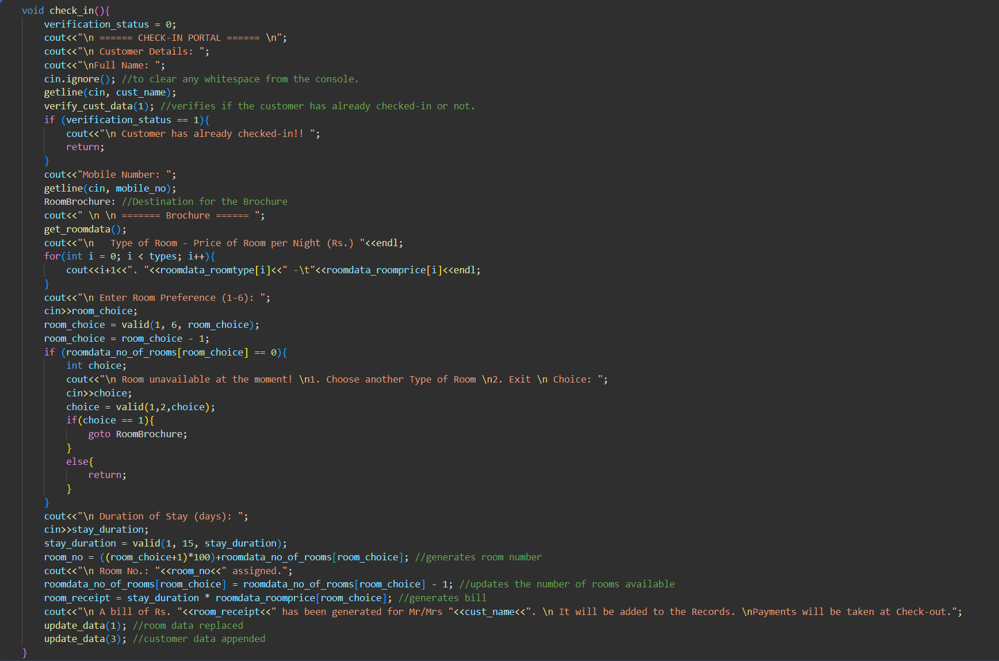 void check_in(){
    verification_status = 0;
    cout<<"\n ====== CHECK-IN PORTAL ====== \n";
    cout<<"\n Customer Details: ";
    cout<<"\nFull Name: ";
    cin.ignore(); //to clear any whitespace from the console.
    getline(cin, cust_name);
    verify_cust_data(1); //verifies if the customer has already checked-in or not.
    if (verification_status == 1){
        cout<<"\n Customer has already checked-in!! ";
        return;
    }
    cout<<"Mobile Number: ";
    getline(cin, mobile_no);
    RoomBrochure: //Destination for the Brochure
    cout<<" \n \n ======= Brochure ====== ";
    get_roomdata();
    cout<<"\n   Type of Room - Price of Room per Night (Rs.) "<<endl;
    for(int i = 0; i < types; i++){
        cout<<i+1<<". "<<roomdata_roomtype[i]<<" -\t"<<roomdata_roomprice[i]<<endl;
    }
    cout<<"\n Enter Room Preference (1-6): ";
    cin>>room_choice;
    room_choice = valid(1, 6, room_choice);
    room_choice = room_choice - 1;
    if (roomdata_no_of_rooms[room_choice] == 0){
        int choice;
        cout<<"\n Room unavailable at the moment! \n1. Choose another Type of Room \n2. Exit \n Choice: ";
        cin>>choice;
        choice = valid(1,2,choice);
        if(choice == 1){
            goto RoomBrochure;
        }
        else{
            return;
        }
    }
    cout<<"\n Duration of Stay (days): ";
    cin>>stay_duration;
    stay_duration = valid(1, 15, stay_duration);
    room_no = ((room_choice+1)*100)+roomdata_no_of_rooms[room_choice]; //generates room number
    cout<<"\n Room No.: "<<room_no<<" assigned.";
    roomdata_no_of_rooms[room_choice] = roomdata_no_of_rooms[room_choice] - 1; //updates the number of rooms available
    room_receipt = stay_duration * roomdata_roomprice[room_choice]; //generates bill
    cout<<"\n A bill of Rs. "<<room_receipt<<" has been generated for Mr/Mrs "<<cust_name<<". \n It will be added to the Records. \nPayments will be taken at Check-out.";
    update_data(1); //room data replaced
    update_data(3); //customer data appended
}